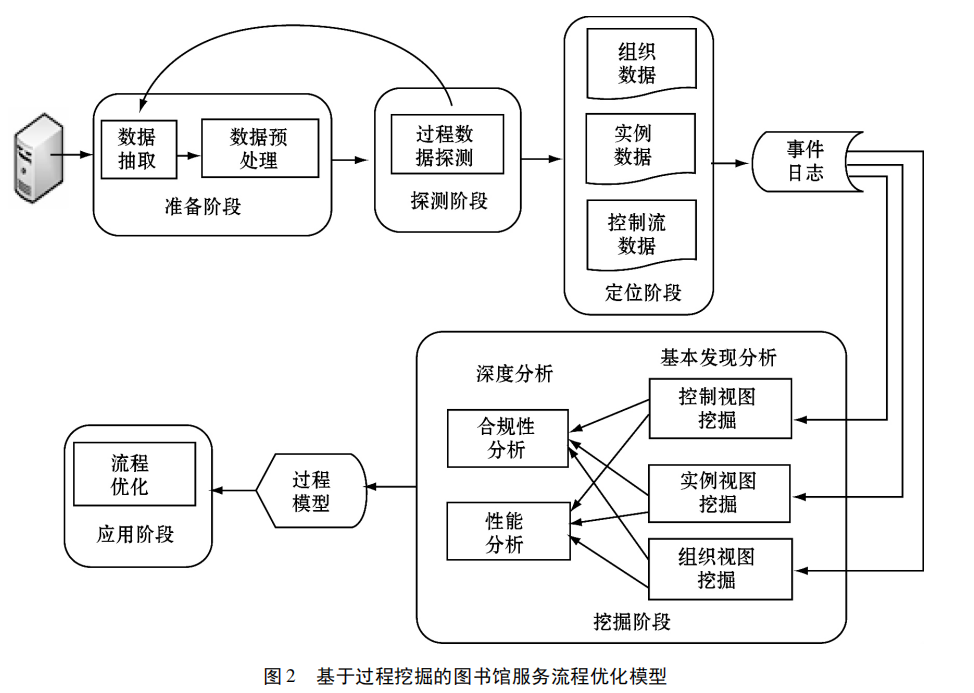 数据
抽取
数据预
处理
准备阶段
过程数
据探测
探测阶段
组织
数据
实例
数据
控制流
数据
定位阶段
事件
日志
深度分析
基本发现分析
合规性
分析
性能
分析
控制视图
挖掘
实例视图
挖掘
组织视图
挖掘
挖掘阶段
过程
模型
流程
优化
应用阶段
图2 基于过程挖掘的图书馆服务流程优化模型